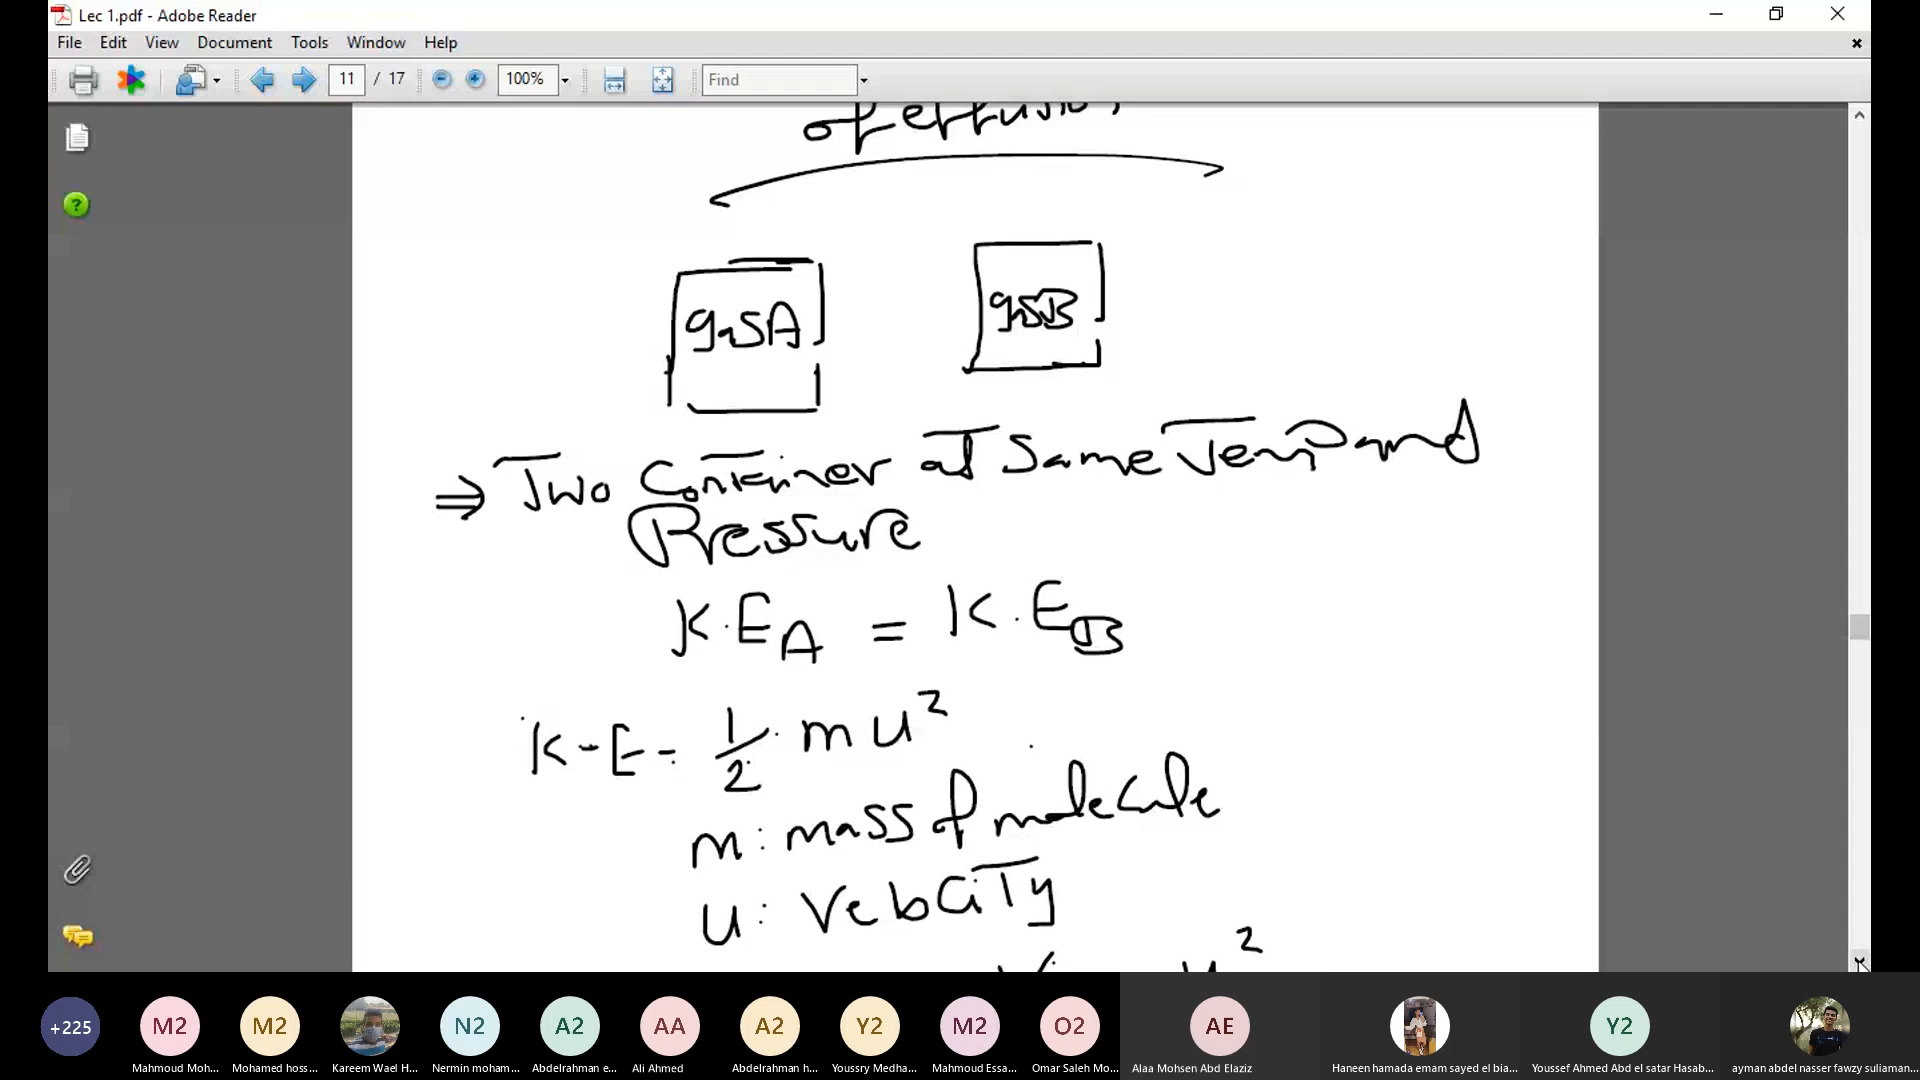 Lec 1.pdf - Adobe Reader
File Edit View Document Tools Window Help
11 / 17 100% Find
of effusion
gas A gas B
⇒ Two Container at Same Temp and
Pressure
K.E A = K.E B
K-E = 1/2 . m u²
m : mass of molecule
u : velocity
u²
+225 M2 M2 N2 A2 AA A2 Y2 M2 O2 AE Y2
Mahmoud Moh... Mohamed hoss... Kareem Wael H... Nermin moham... Abdelrahman e... Ali Ahmed Abdelrahman h... Youssry Medha... Mahmoud Essa... Omar Saleh Mo... Alaa Mohsen Abd Elaziz Haneen hamada emam sayed el bia... Youssef Ahmed Abd el satar Hasab... ayman abdel nasser fawzy suliaman...